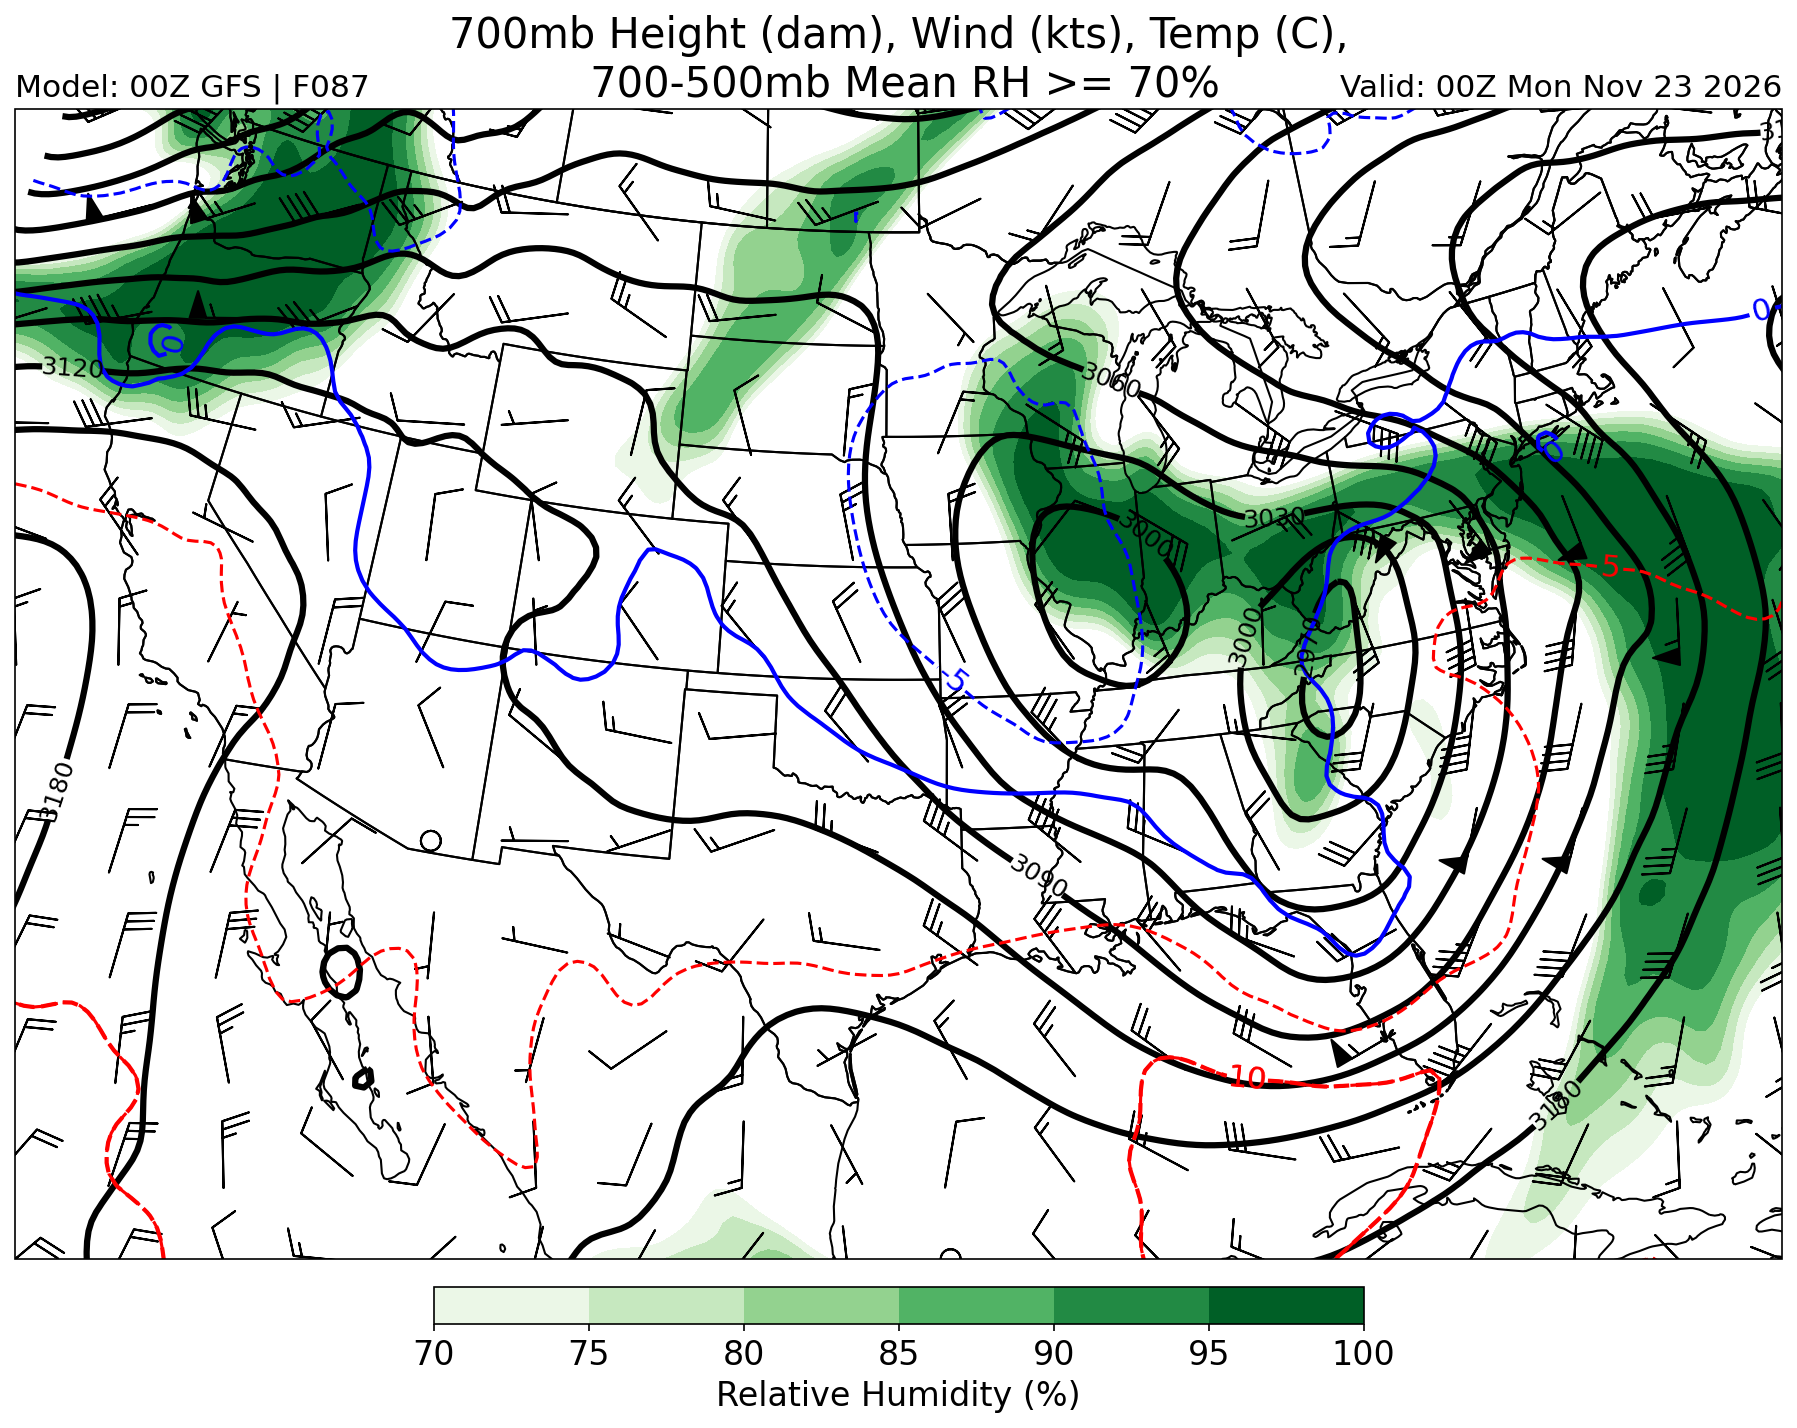 700mb Height (dam), Wind (kts), Temp (C),
700-500mb Mean RH >= 70%
Model: 00Z GFS | F087
Valid: 00Z Mon Nov 23 2026
0
0
3120
3060
0
3030
3000
5
3000
2970
-5
3180
3090
10
3180
70 75 80 85 90 95 100
Relative Humidity (%)